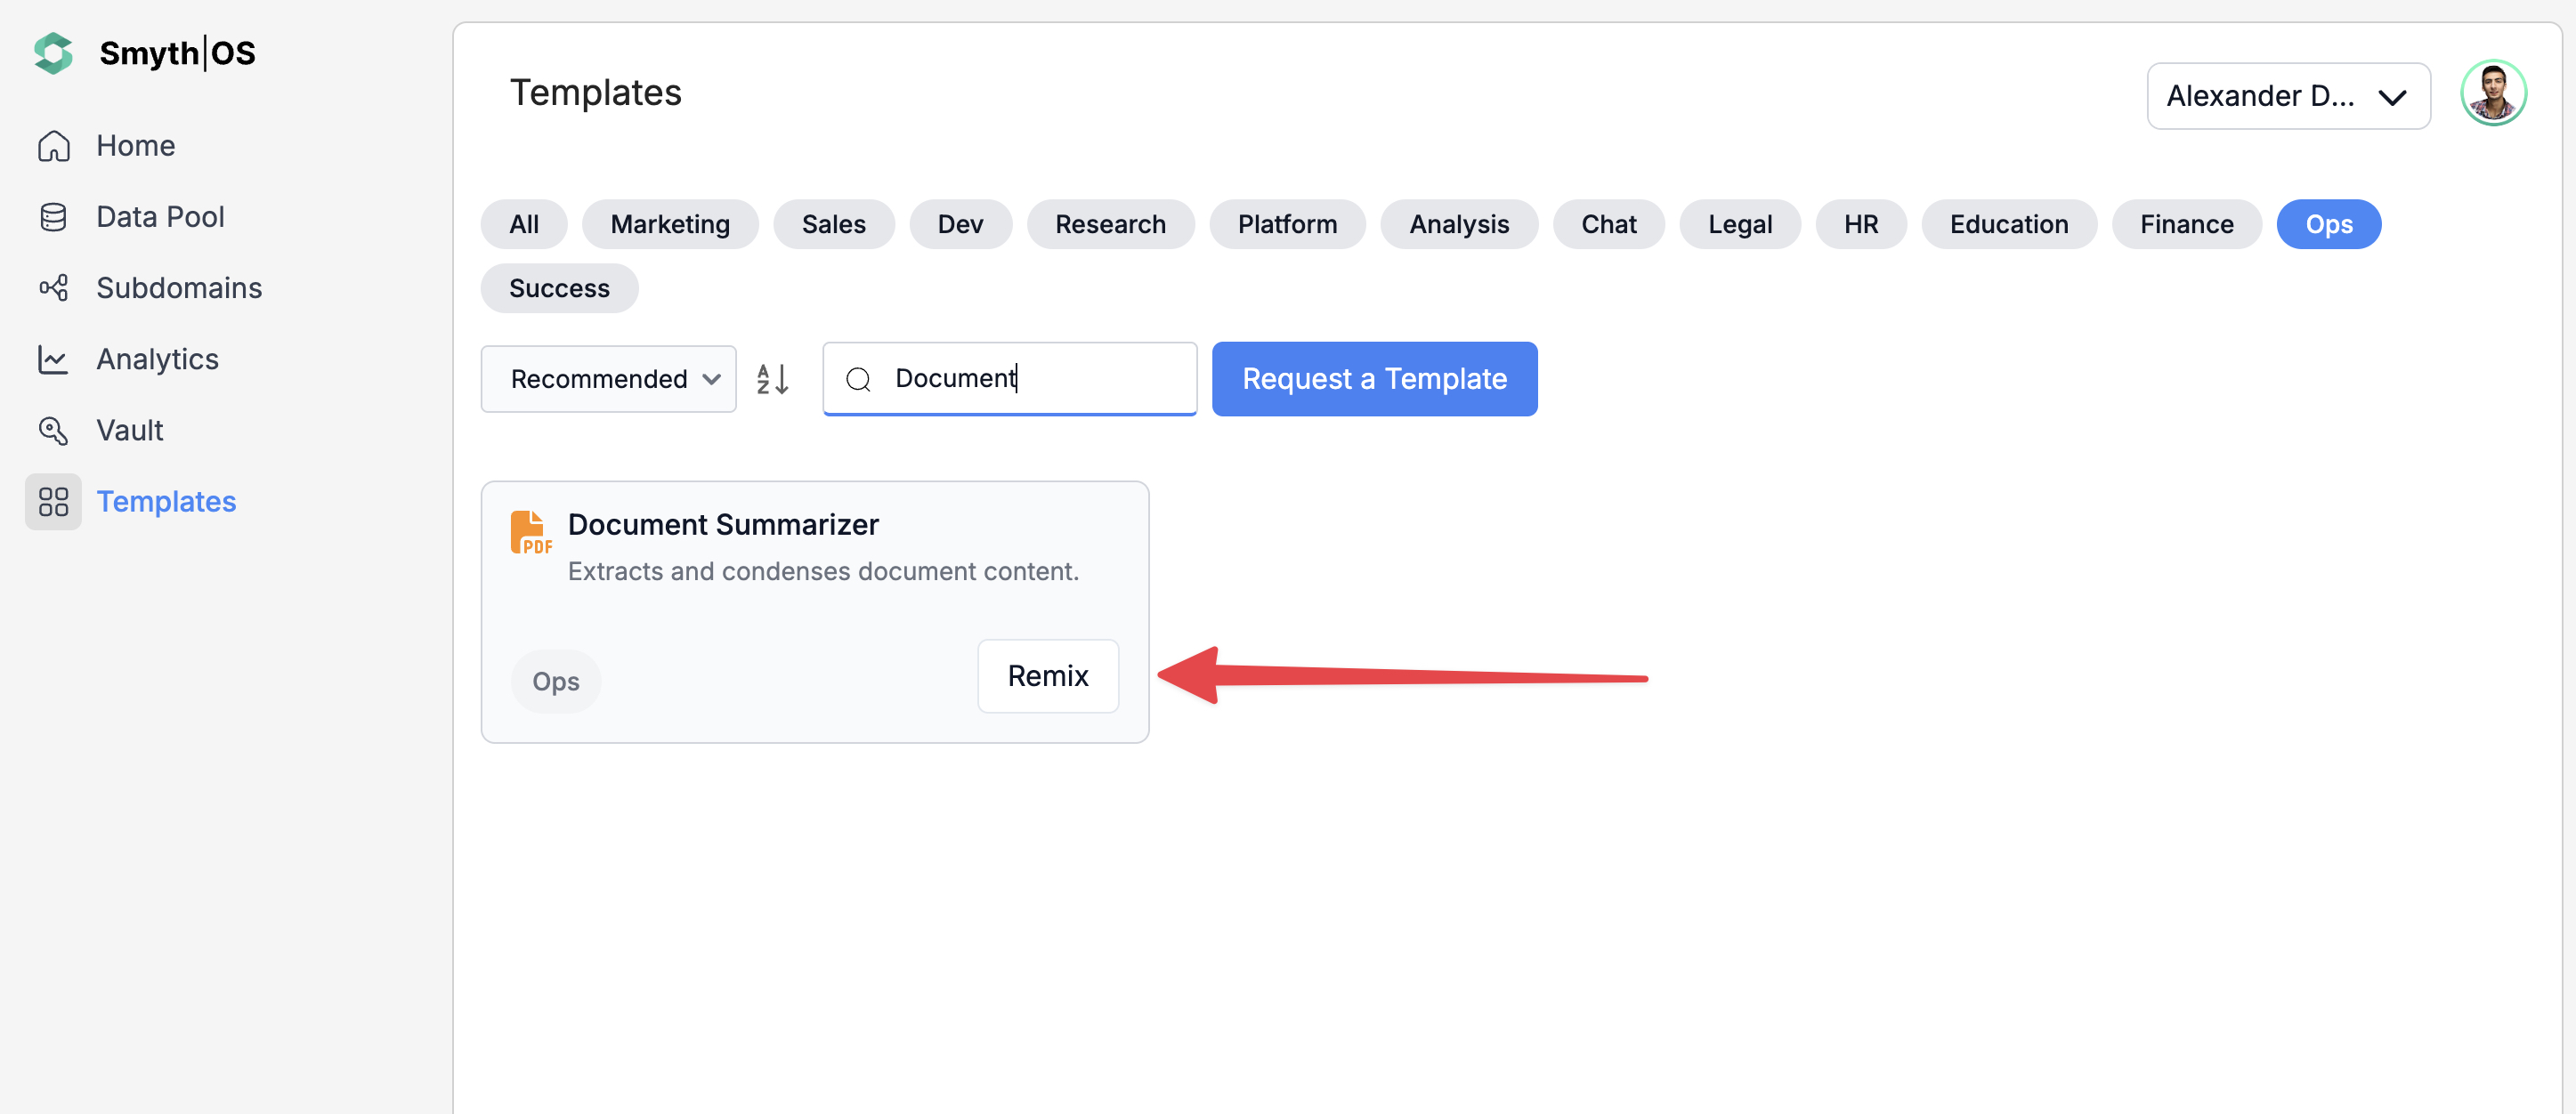 Smyth|OS
Home
Data Pool
Subdomains
Analytics
Vault
Templates
Templates
Alexander D...
All Marketing Sales Dev Research Platform Analysis Chat Legal HR Education Finance Ops
Success
Recommended A Z Document Request a Template
PDF Document Summarizer
Extracts and condenses document content.
Ops Remix